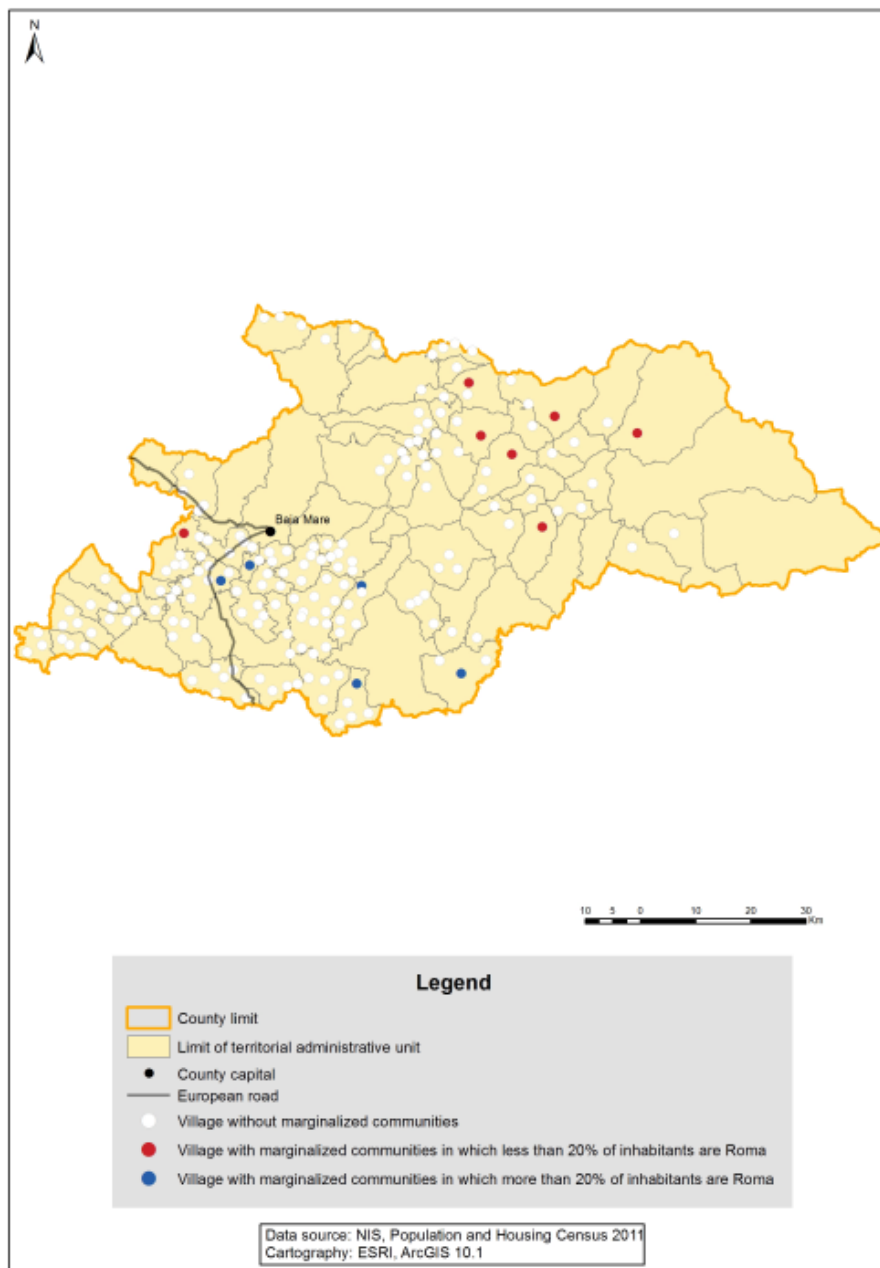 N
Baia Mare
10 5 0 10 20 30
Km
Legend
County limit
Limit of territorial administrative unit
County capital
European road
Village without marginalized communities
Village with marginalized communities in which less than 20% of inhabitants are Roma
Village with marginalized communities in which more than 20% of inhabitants are Roma
Data source: NIS, Population and Housing Census 2011
Cartography: ESRI, ArcGIS 10.1